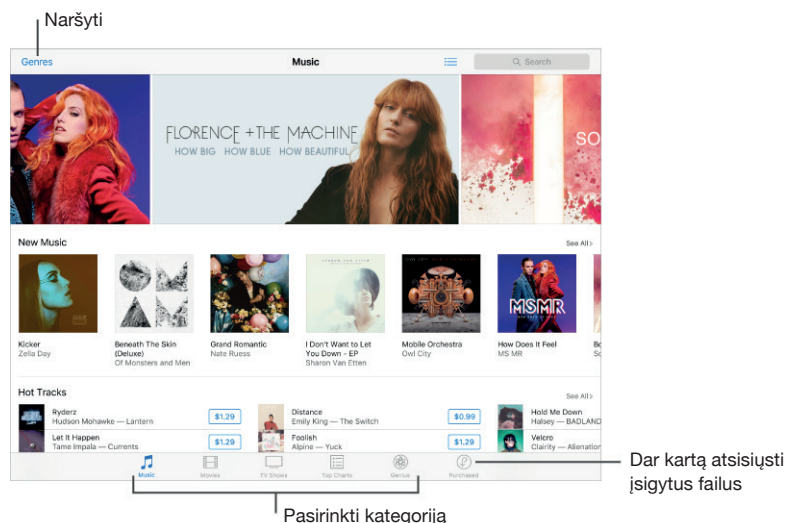 Naršyti
Genres
Music
Search
FLORENCE + THE MACHINE
HOW BIG HOW BLUE HOW BEAUTIFUL
SO
New Music
See All >
MSMR
Kicker
Zella Day
Beneath The Skin
(Deluxe)
Of Monsters and Men
Grand Romantic
Nate Ruess
I Don't Want to Let
You Down - EP
Sharon Van Etten
Mobile Orchestra
Owl City
How Does It Feel
MS MR
Hot Tracks
See All >
Ryderz
Hudson Mohawke — Lantern
$1.29
Distance
Emily King — The Switch
$0.99
Hold Me Down
Halsey — BADLAND
Let It Happen
Tame Impala — Currents
$1.29
Foolish
Alpine — Yuck
$1.29
Velcro
Clairity — Alienation
Music
Movies
TV Shows
Top Charts
Genius
Purchased
Dar kartą atsisiųsti
įsigytus failus
Pasirinkti kategoriją